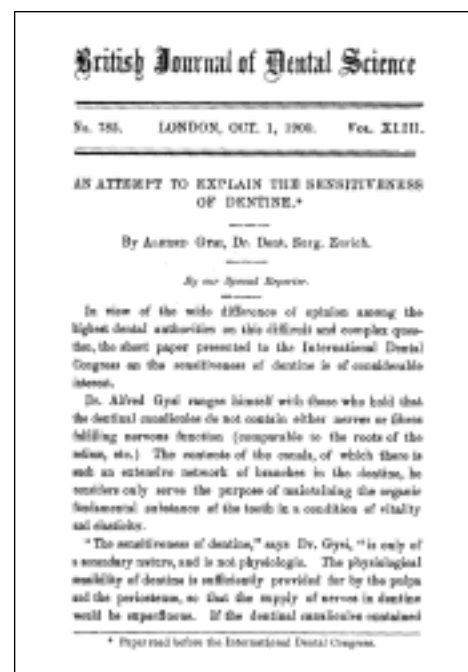 British Journal of Dental Science
No. 785. LONDON, OCT. 1, 1900. VOL. XLIII.
AN ATTEMPT TO EXPLAIN THE SENSITIVENESS
OF DENTINE.*
By ALFRED GYSI, Dr. Dent. Surg. Zurich.
By our Special Reporter.
In view of the wide difference of opinion among the
highest dental authorities on this difficult and complex ques-
tion, the short paper presented to the International Dental
Congress on the sensitiveness of dentine is of considerable
interest.
Dr. Alfred Gysi ranges himself with those who hold that
the dentinal canaliculi do not contain either nerves or fibres
fulfilling nervous function (comparable to the roots of the
retina, etc.) The contents of the canals, of which there is
such an extensive network of branches in the dentine, he
considers only serve the purpose of maintaining the organic
fundamental substance of the tooth in a condition of vitality
and elasticity.
"The sensitiveness of dentine," says Dr. Gysi, "is only of
a secondary nature, and is not physiologic. The physiological
sensibility of dentine is sufficiently provided for by the pulpa
and the periosteum, so that the supply of nerves in dentine
would be superfluous. If the dentinal canaliculi contained
* Paper read before the International Dental Congress.